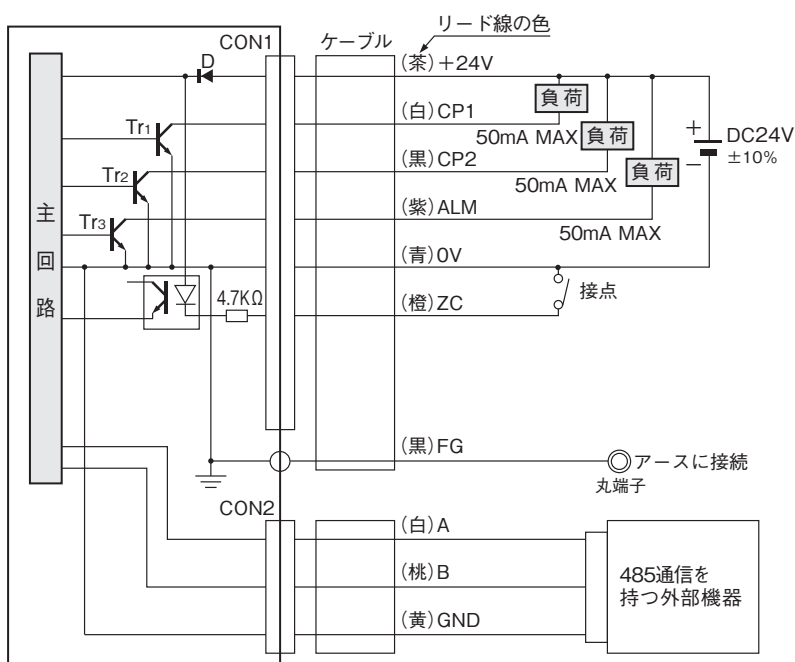 リード線の色
CON1
ケーブル
(茶)+24V
D
負荷
(白)CP1
Tr1
50mA MAX
負荷
+
DC24V
±10%
−
(黒)CP2
Tr2
50mA MAX
負荷
(紫)ALM
Tr3
50mA MAX
主回路
(青)0V
接点
4.7KΩ
(橙)ZC
(黒)FG
アースに接続
丸端子
CON2
(白)A
(桃)B
485通信を
持つ外部機器
(黄)GND